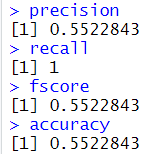 > precision
[1] 0.5522843
> recall
[1] 1
> fscore
[1] 0.5522843
> accuracy
[1] 0.5522843